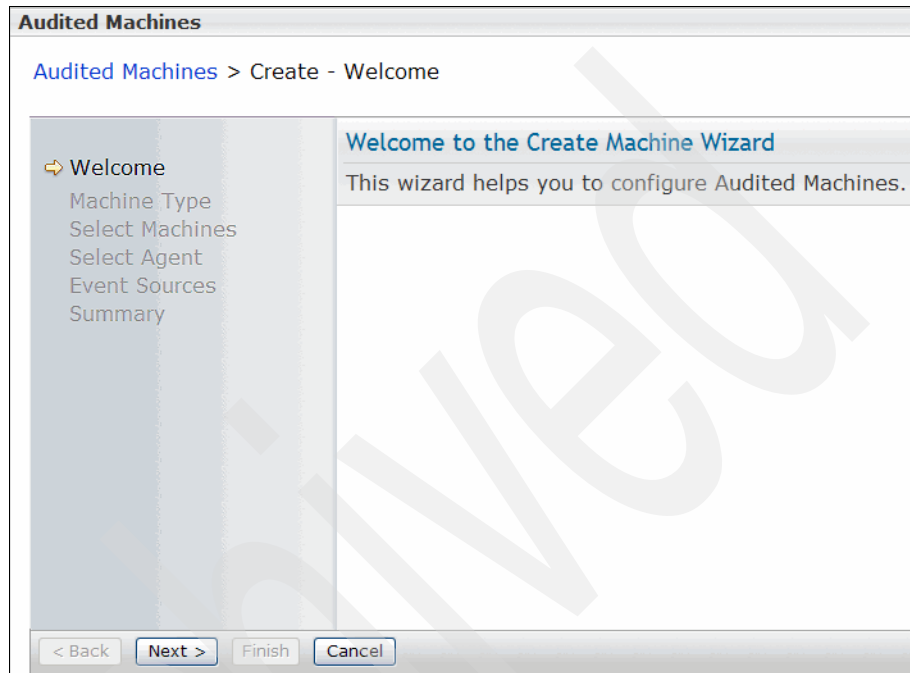 Audited Machines
Audited Machines > Create - Welcome
Welcome
Machine Type
Select Machines
Select Agent
Event Sources
Summary
Welcome to the Create Machine Wizard
This wizard helps you to configure Audited Machines.
< Back
Next >
Finish
Cancel
hived